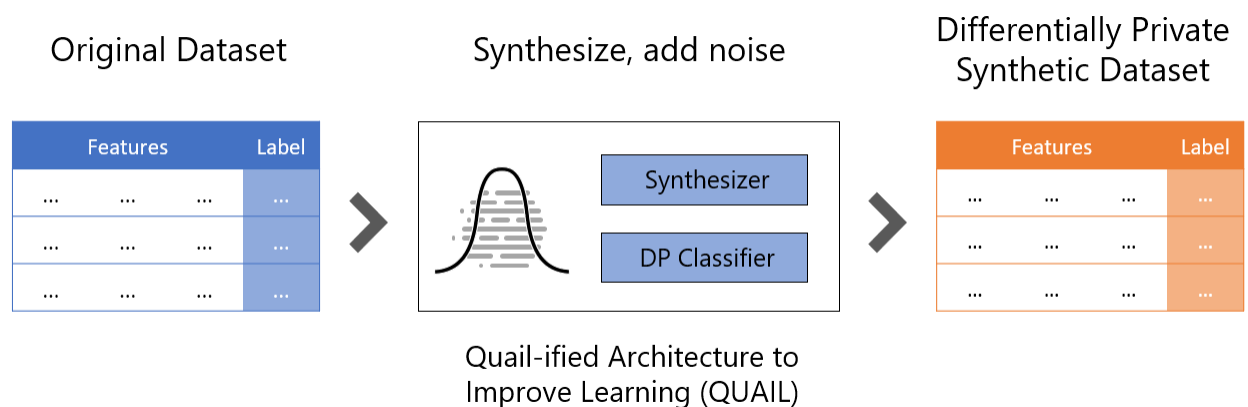 Original Dataset
Synthesize, add noise
Differentially Private
Synthetic Dataset
Features Label
... ... ... ...
... ... ... ...
... ... ... ...
Synthesizer
DP Classifier
Features Label
... ... ... ...
... ... ... ...
... ... ... ...
Quail-ified Architecture to
Improve Learning (QUAIL)